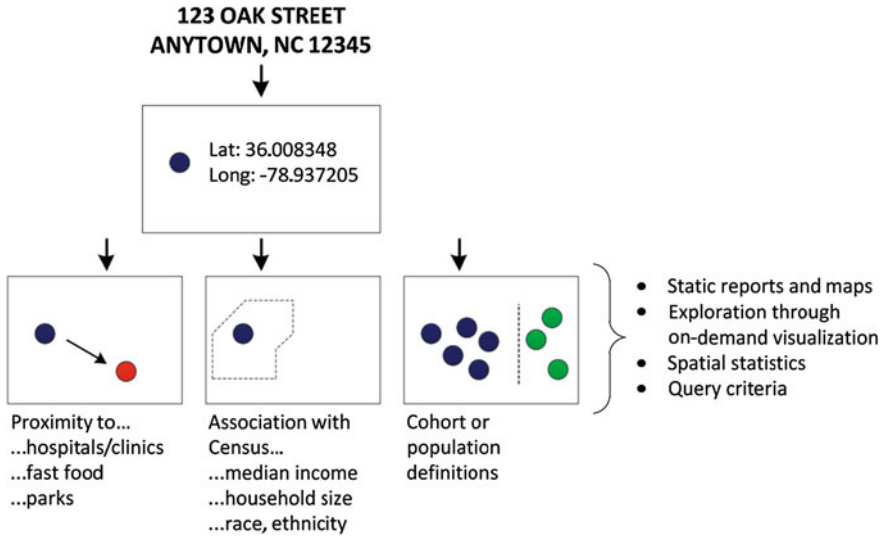 123 OAK STREET
ANYTOWN, NC 12345
Lat: 36.008348
Long: -78.937205
Proximity to...
...hospitals/clinics
...fast food
...parks
Association with
Census...
...median income
...household size
...race, ethnicity
Cohort or
population
definitions
• Static reports and maps
• Exploration through
on-demand visualization
• Spatial statistics
• Query criteria